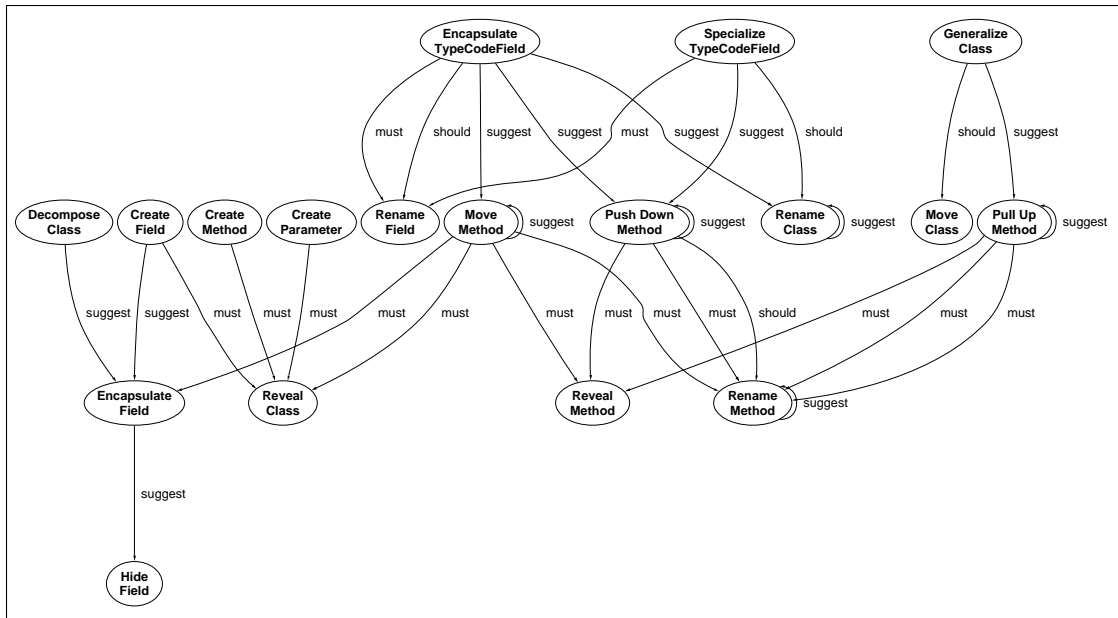 Encapsulate
TypeCodeField
Specialize
TypeCodeField
Generalize
Class
must
should
suggest
suggest
must
suggest
suggest
should
should
suggest
Decompose
Class
Create
Field
Create
Method
Create
Parameter
Rename
Field
Move
Method
suggest
Push Down
Method
suggest
Rename
Class
suggest
Move
Class
Pull Up
Method
suggest
suggest
suggest
must
must
must
must
must
must
must
must
must
should
must
must
must
Encapsulate
Field
Reveal
Class
Reveal
Method
Rename
Method
suggest
suggest
Hide
Field